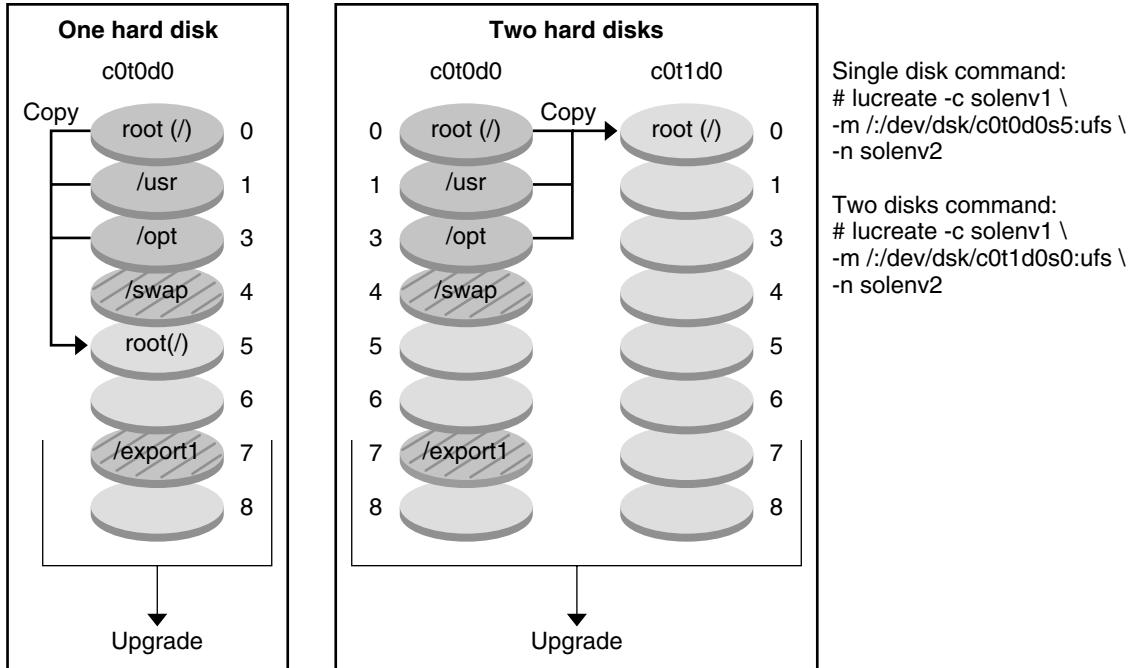 One hard disk
c0t0d0
Copy
root (/) 0
/usr 1
/opt 3
/swap 4
root(/) 5
6
/export1 7
8
Upgrade
Two hard disks
c0t0d0 c0t1d0
Copy
0 root (/) root (/) 0
1 /usr 1
3 /opt 3
4 /swap 4
5 5
6 6
7 /export1 7
8 8
Upgrade
Single disk command:
# lucreate -c solenv1 \
-m /:/dev/dsk/c0t0d0s5:ufs \
-n solenv2
Two disks command:
# lucreate -c solenv1 \
-m /:/dev/dsk/c0t1d0s0:ufs \
-n solenv2